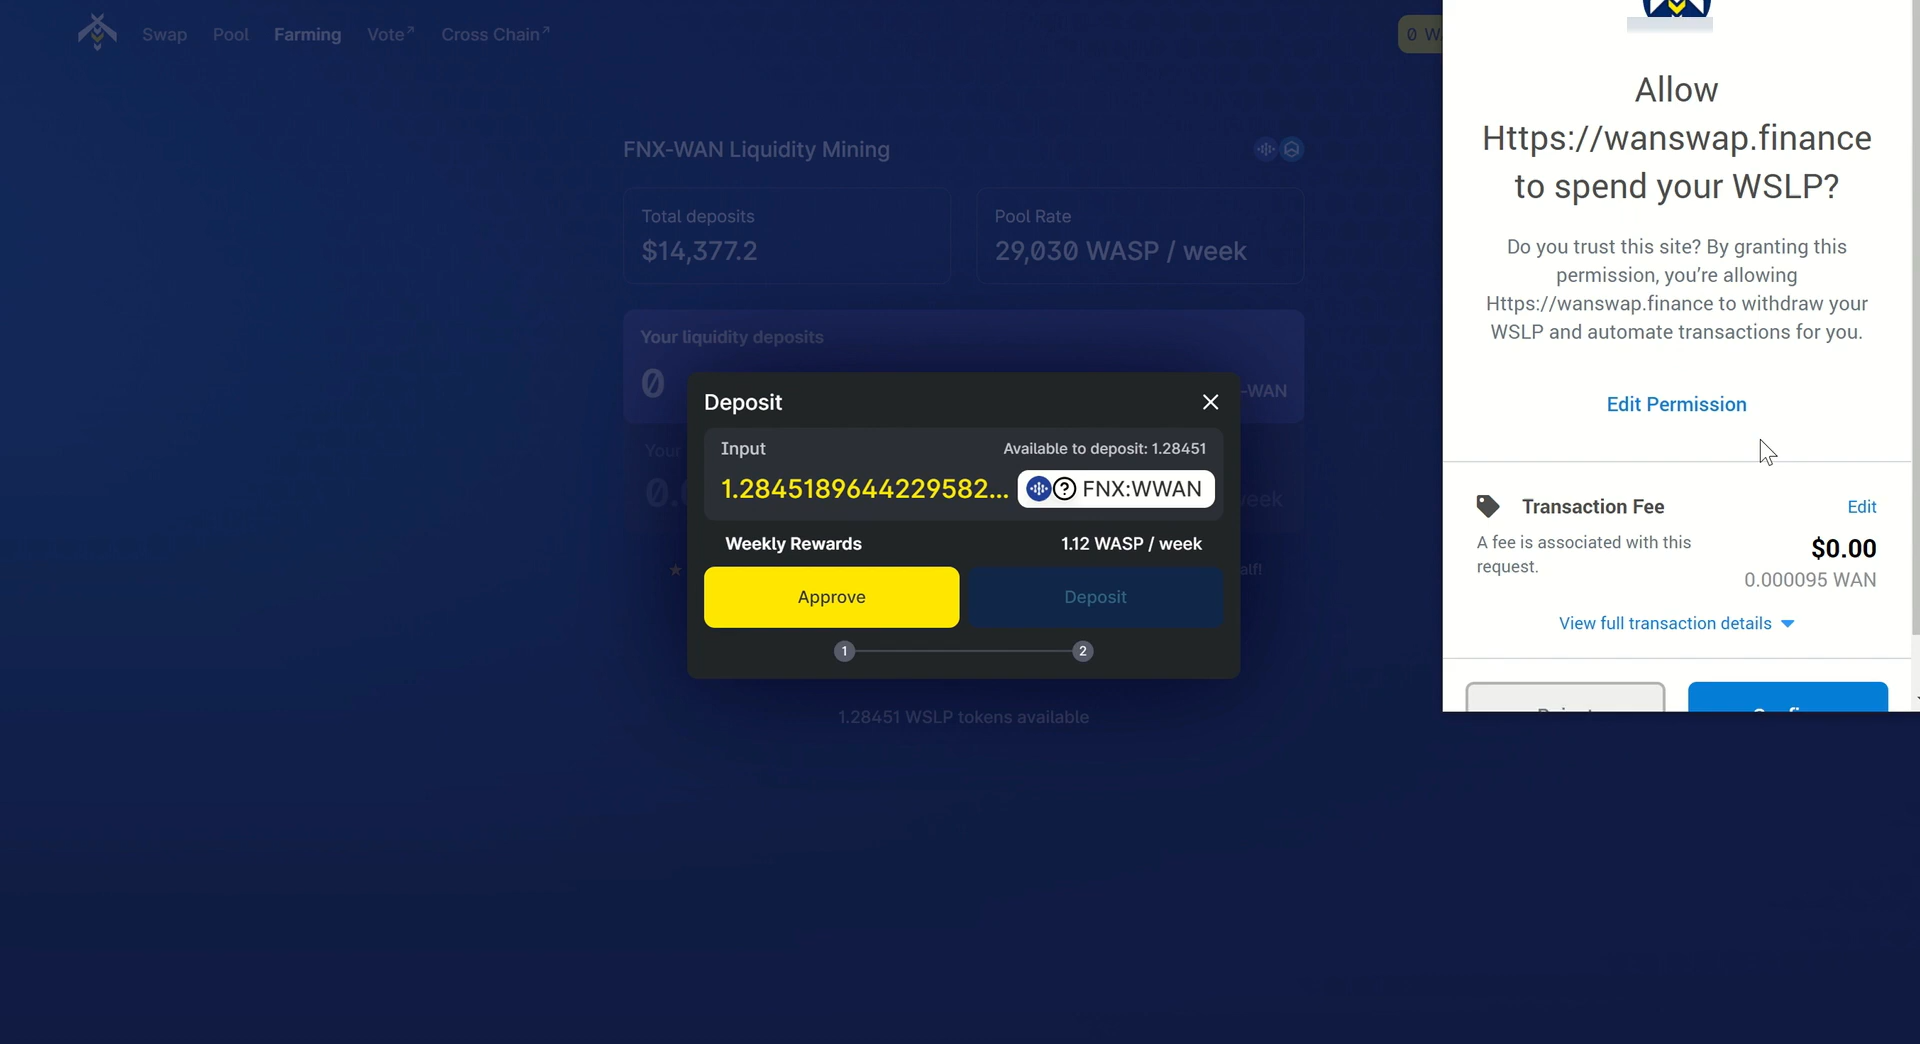 Swap Pool Farming Vote↗ Cross Chain↗
0 W
FNX-WAN Liquidity Mining
Total deposits
$14,377.2
Pool Rate
29,030 WASP / week
Your liquidity deposits
0
-WAN
Your
0.0
eek
Deposit
Input
Available to deposit: 1.28451
1.2845189644229582...
FNX:WWAN
Weekly Rewards
1.12 WASP / week
Approve
Deposit
1
2
1.28451 WSLP tokens available
Allow
Https://wanswap.finance
to spend your WSLP?
Do you trust this site? By granting this
permission, you’re allowing
Https://wanswap.finance to withdraw your
WSLP and automate transactions for you.
Edit Permission
Transaction Fee
Edit
A fee is associated with this
request.
$0.00
0.000095 WAN
View full transaction details